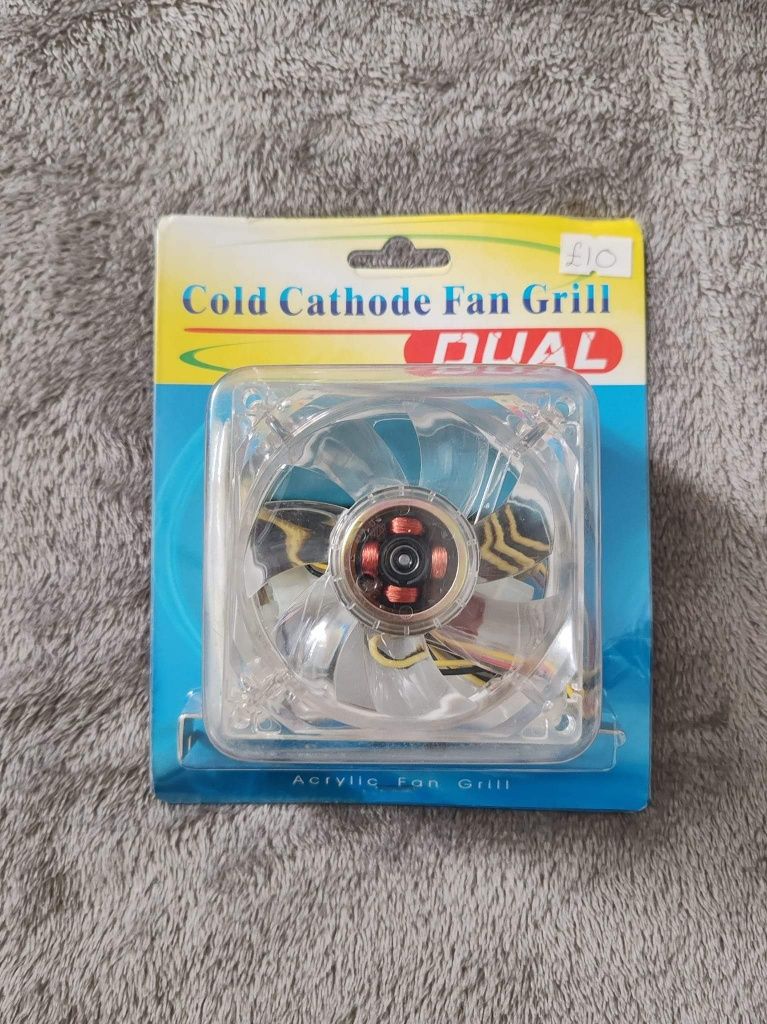 £10
Cold Cathode Fan Grill
DUAL
Acrylic Fan Grill